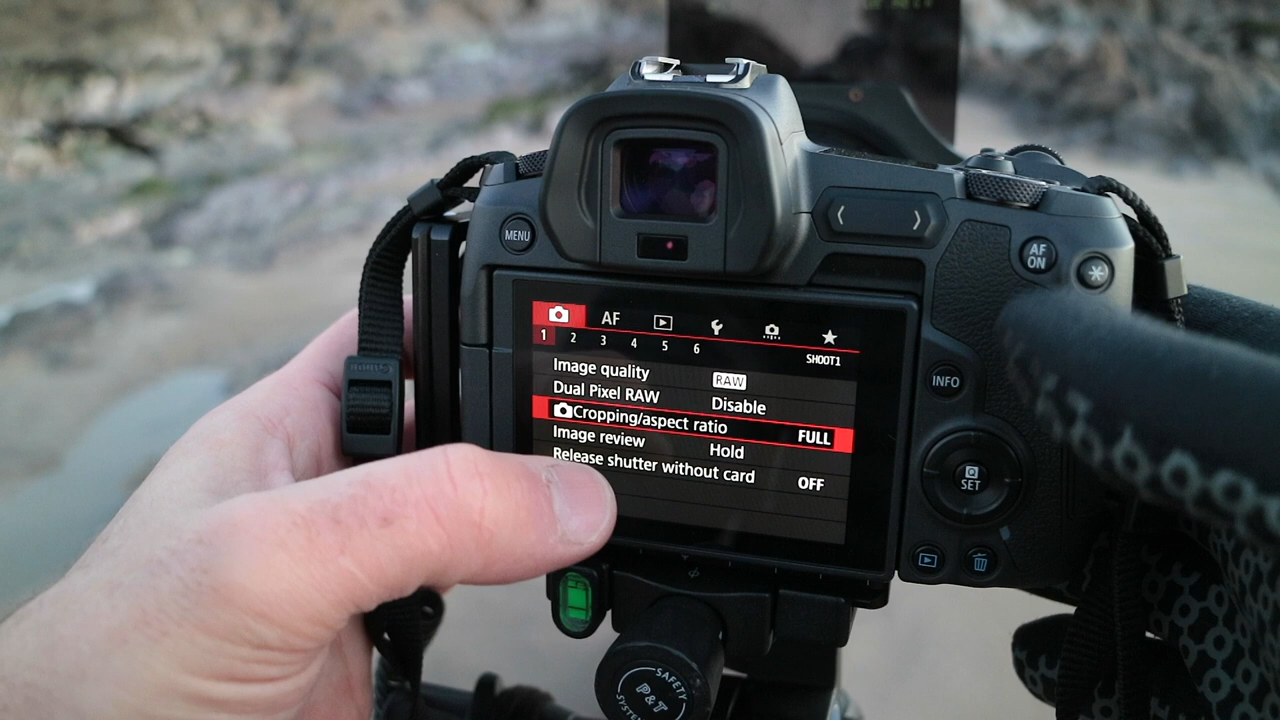 MENU
AF
ON
AF
1 2 3 4 5 6
SHOOT1
Image quality RAW
Dual Pixel RAW Disable
Cropping/aspect ratio FULL
Image review Hold
Release shutter without card OFF
INFO
Q
SET
SAFETY
P&T
SYSTEM